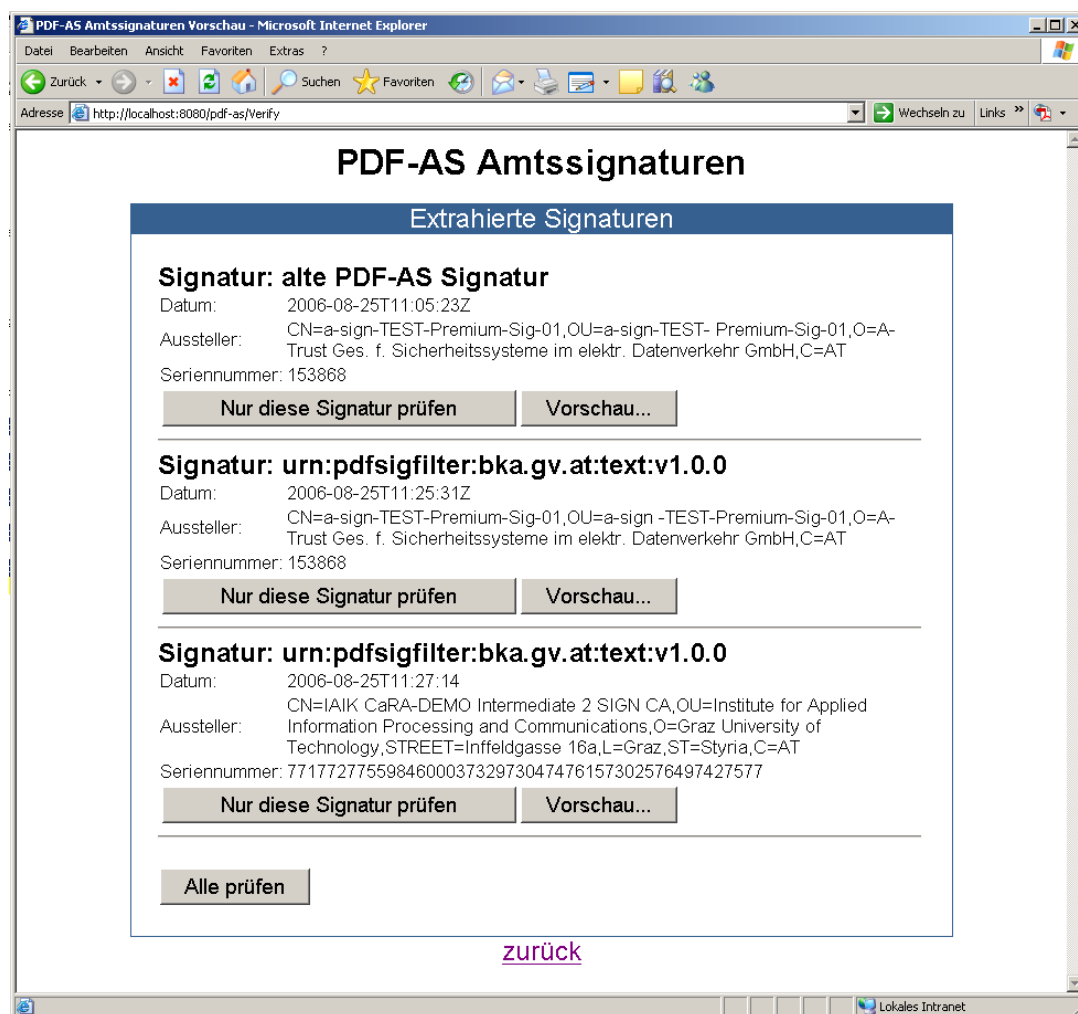 PDF-AS Amtssignaturen Vorschau - Microsoft Internet Explorer
Datei Bearbeiten Ansicht Favoriten Extras ?
Zurück Suchen Favoriten
Adresse http://localhost:8080/pdf-as/Verify Wechseln zu Links »
PDF-AS Amtssignaturen
Extrahierte Signaturen
Signatur: alte PDF-AS Signatur
Datum: 2006-08-25T11:05:23Z
Aussteller: CN=a-sign-TEST-Premium-Sig-01,OU=a-sign-TEST- Premium-Sig-01,O=A-
Trust Ges. f. Sicherheitssysteme im elektr. Datenverkehr GmbH,C=AT
Seriennummer: 153868
Nur diese Signatur prüfen Vorschau...
Signatur: urn:pdfsigfilter:bka.gv.at:text:v1.0.0
Datum: 2006-08-25T11:25:31Z
Aussteller: CN=a-sign-TEST-Premium-Sig-01,OU=a-sign -TEST-Premium-Sig-01,O=A-
Trust Ges. f. Sicherheitssysteme im elektr. Datenverkehr GmbH,C=AT
Seriennummer: 153868
Nur diese Signatur prüfen Vorschau...
Signatur: urn:pdfsigfilter:bka.gv.at:text:v1.0.0
Datum: 2006-08-25T11:27:14
Aussteller: CN=IAIK CaRA-DEMO Intermediate 2 SIGN CA,OU=Institute for Applied
Information Processing and Communications,O=Graz University of
Technology,STREET=Inffeldgasse 16a,L=Graz,ST=Styria,C=AT
Seriennummer: 771772775598460003732973047476157302576497427577
Nur diese Signatur prüfen Vorschau...
Alle prüfen
zurück
Lokales Intranet